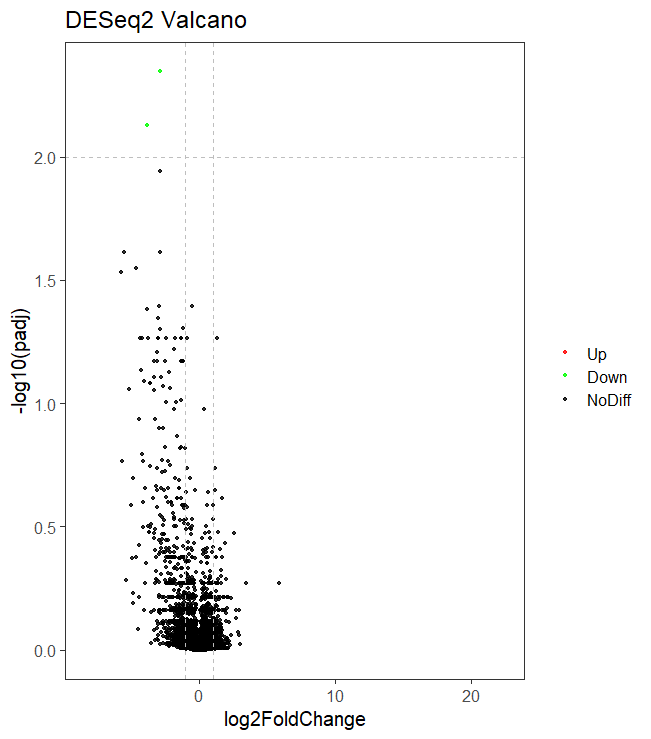 DESeq2 Valcano
2.0
1.5
1.0
0.5
0.0
-log10(padj)
0
10
20
log2FoldChange
Up
Down
NoDiff